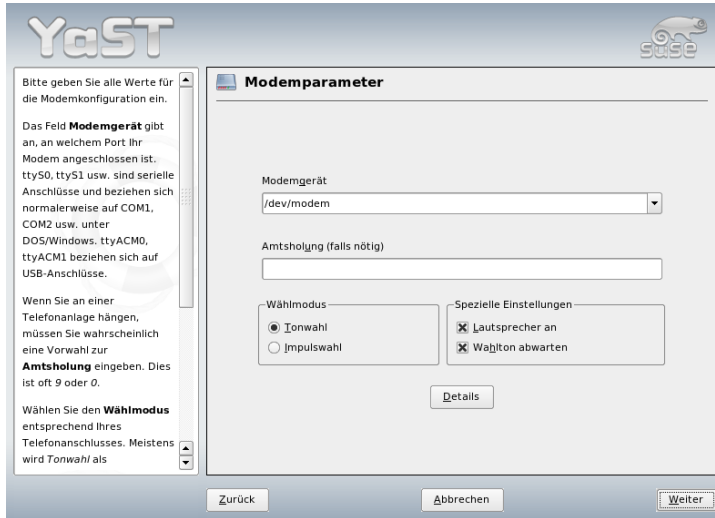 YaST
SUSE
Bitte geben Sie alle Werte für
die Modemkonfiguration ein.
Das Feld Modemgerät gibt
an, an welchem Port Ihr
Modem angeschlossen ist.
ttyS0, ttyS1 usw. sind serielle
Anschlüsse und beziehen sich
normalerweise auf COM1,
COM2 usw. unter
DOS/Windows. ttyACM0,
ttyACM1 beziehen sich auf
USB-Anschlüsse.
Wenn Sie an einer
Telefonanlage hängen,
müssen Sie wahrscheinlich
eine Vorwahl zur
Amtsholung eingeben. Dies
ist oft 9 oder 0.
Wählen Sie den Wählmodus
entsprechend Ihres
Telefonanschlusses. Meistens
wird Tonwahl als
Modemparameter
Modemgerät
/dev/modem
Amtsholung (falls nötig)
Wählmodus
Tonwahl
Impulswahl
Spezielle Einstellungen
Lautsprecher an
Wahlton abwarten
Details
Zurück
Abbrechen
Weiter